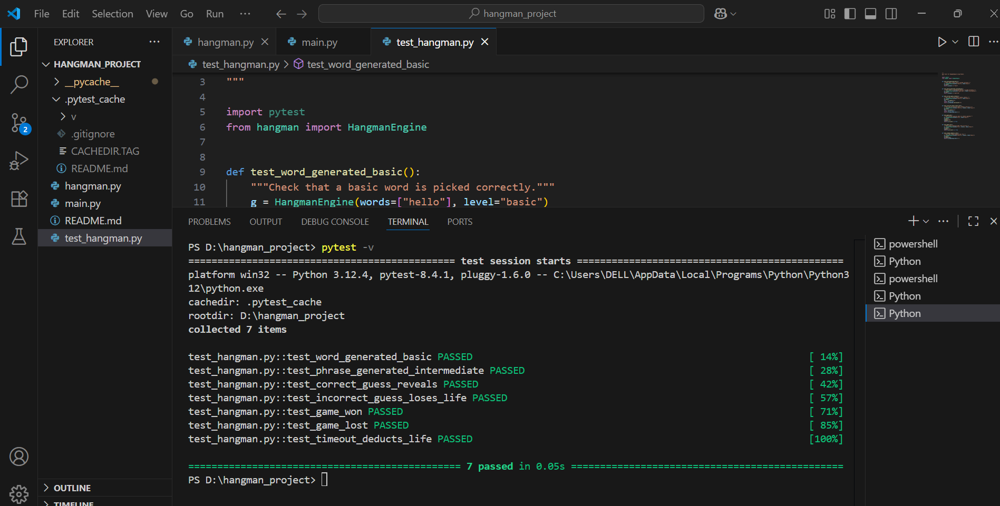 File Edit Selection View Go Run ···
hangman_project
EXPLORER
HANGMAN_PROJECT
__pycache__
.pytest_cache
v
.gitignore
CACHEDIR.TAG
README.md
hangman.py
main.py
README.md
test_hangman.py
OUTLINE
TIMELINE
2
hangman.py main.py test_hangman.py
test_hangman.py > test_word_generated_basic
3 """
4
5 import pytest
6 from hangman import HangmanEngine
7
8
9 def test_word_generated_basic():
10 """Check that a basic word is picked correctly."""
11 g = HangmanEngine(words=["hello"], level="basic")
PROBLEMS OUTPUT DEBUG CONSOLE TERMINAL PORTS
PS D:\hangman_project> pytest -v
============================================== test session starts ==============================================
platform win32 -- Python 3.12.4, pytest-8.4.1, pluggy-1.6.0 -- C:\Users\DELL\AppData\Local\Programs\Python\Python3
12\python.exe
cachedir: .pytest_cache
rootdir: D:\hangman_project
collected 7 items
test_hangman.py::test_word_generated_basic PASSED [ 14%]
test_hangman.py::test_phrase_generated_intermediate PASSED [ 28%]
test_hangman.py::test_correct_guess_reveals PASSED [ 42%]
test_hangman.py::test_incorrect_guess_loses_life PASSED [ 57%]
test_hangman.py::test_game_won PASSED [ 71%]
test_hangman.py::test_game_lost PASSED [ 85%]
test_hangman.py::test_timeout_deducts_life PASSED [100%]
=============================================== 7 passed in 0.05s ===============================================
PS D:\hangman_project>
powershell
Python
powershell
Python
Python